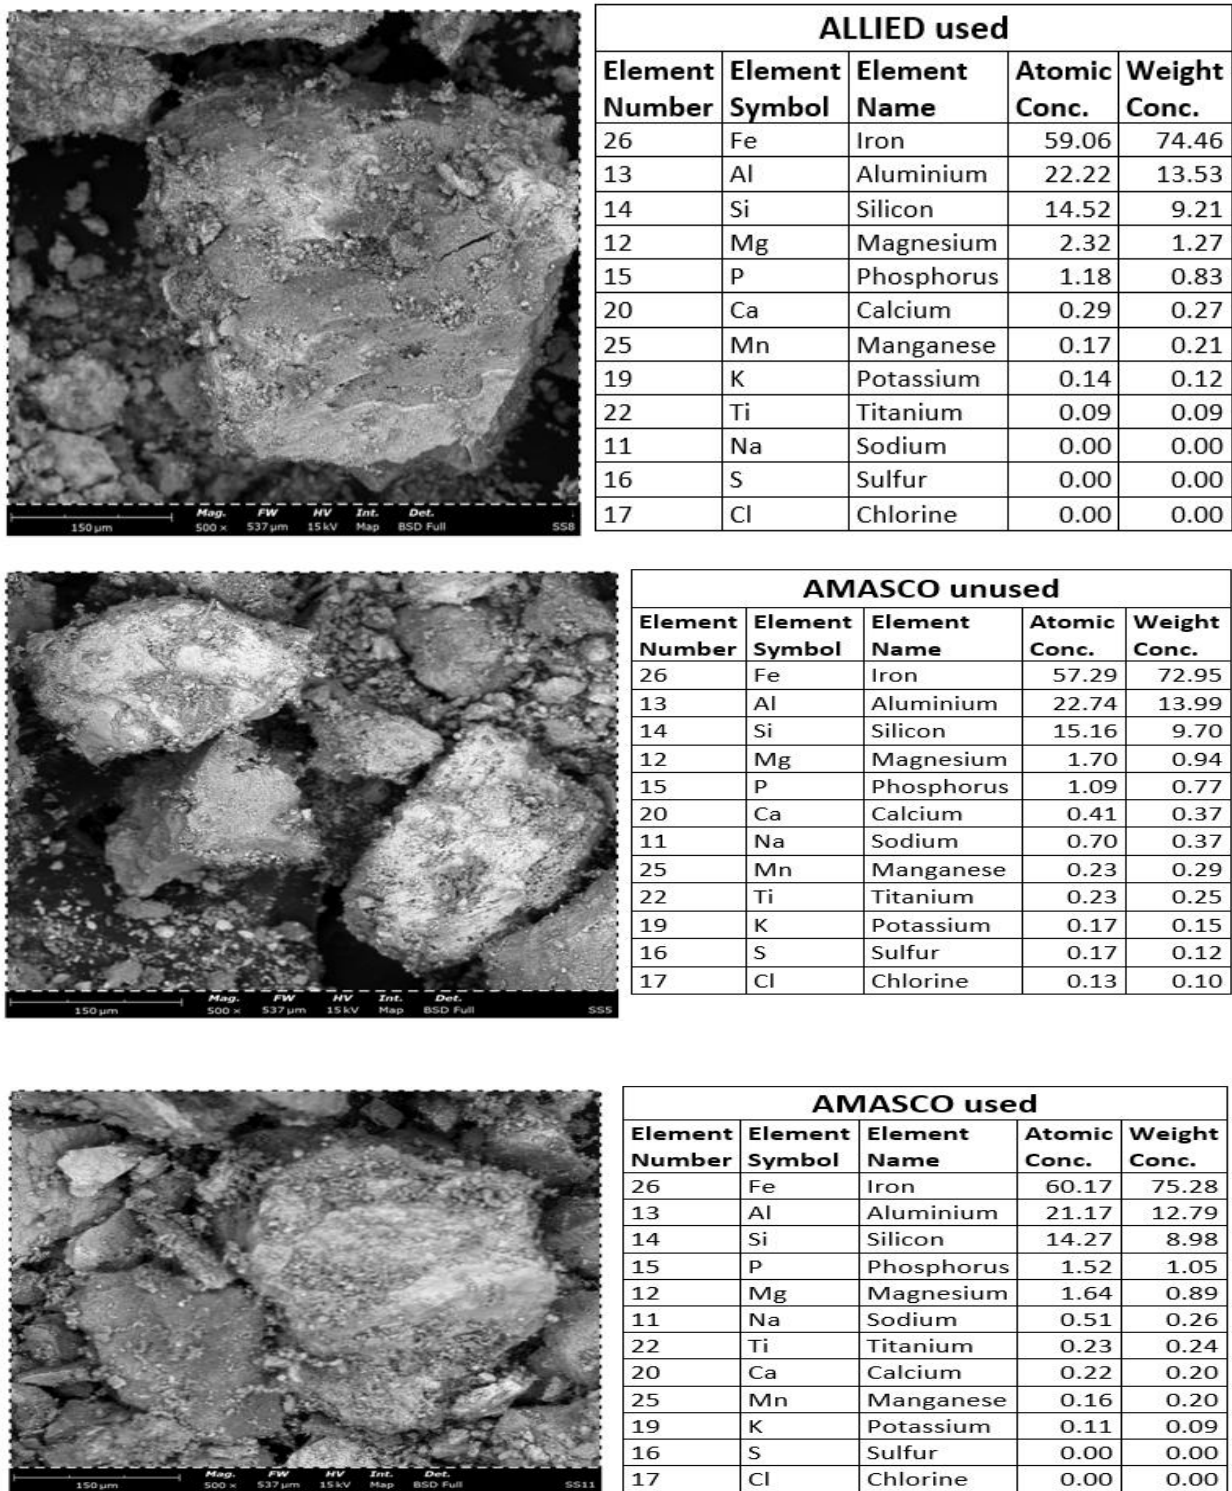 ALLIED used
Element Number Element Symbol Element Name Atomic Conc. Weight Conc.
26 Fe Iron 59.06 74.46
13 Al Aluminium 22.22 13.53
14 Si Silicon 14.52 9.21
12 Mg Magnesium 2.32 1.27
15 P Phosphorus 1.18 0.83
20 Ca Calcium 0.29 0.27
25 Mn Manganese 0.17 0.21
19 K Potassium 0.14 0.12
22 Ti Titanium 0.09 0.09
11 Na Sodium 0.00 0.00
16 S Sulfur 0.00 0.00
17 Cl Chlorine 0.00 0.00
Mag. FW HV Int. Det.
150 µm 500 × 537 µm 15 kV Map BSD Full SS8
AMASCO unused
Element Number Element Symbol Element Name Atomic Conc. Weight Conc.
26 Fe Iron 57.29 72.95
13 Al Aluminium 22.74 13.99
14 Si Silicon 15.16 9.70
12 Mg Magnesium 1.70 0.94
15 P Phosphorus 1.09 0.77
20 Ca Calcium 0.41 0.37
11 Na Sodium 0.70 0.37
25 Mn Manganese 0.23 0.29
22 Ti Titanium 0.23 0.25
19 K Potassium 0.17 0.15
16 S Sulfur 0.17 0.12
17 Cl Chlorine 0.13 0.10
Mag. FW HV Int. Det.
150 µm 500 × 537 µm 15 kV Map BSD Full SS5
AMASCO used
Element Number Element Symbol Element Name Atomic Conc. Weight Conc.
26 Fe Iron 60.17 75.28
13 Al Aluminium 21.17 12.79
14 Si Silicon 14.27 8.98
15 P Phosphorus 1.52 1.05
12 Mg Magnesium 1.64 0.89
11 Na Sodium 0.51 0.26
22 Ti Titanium 0.23 0.24
20 Ca Calcium 0.22 0.20
25 Mn Manganese 0.16 0.20
19 K Potassium 0.11 0.09
16 S Sulfur 0.00 0.00
17 Cl Chlorine 0.00 0.00
Mag. FW HV Int. Det.
150 µm 500 × 537 µm 15 kV Map BSD Full SS11